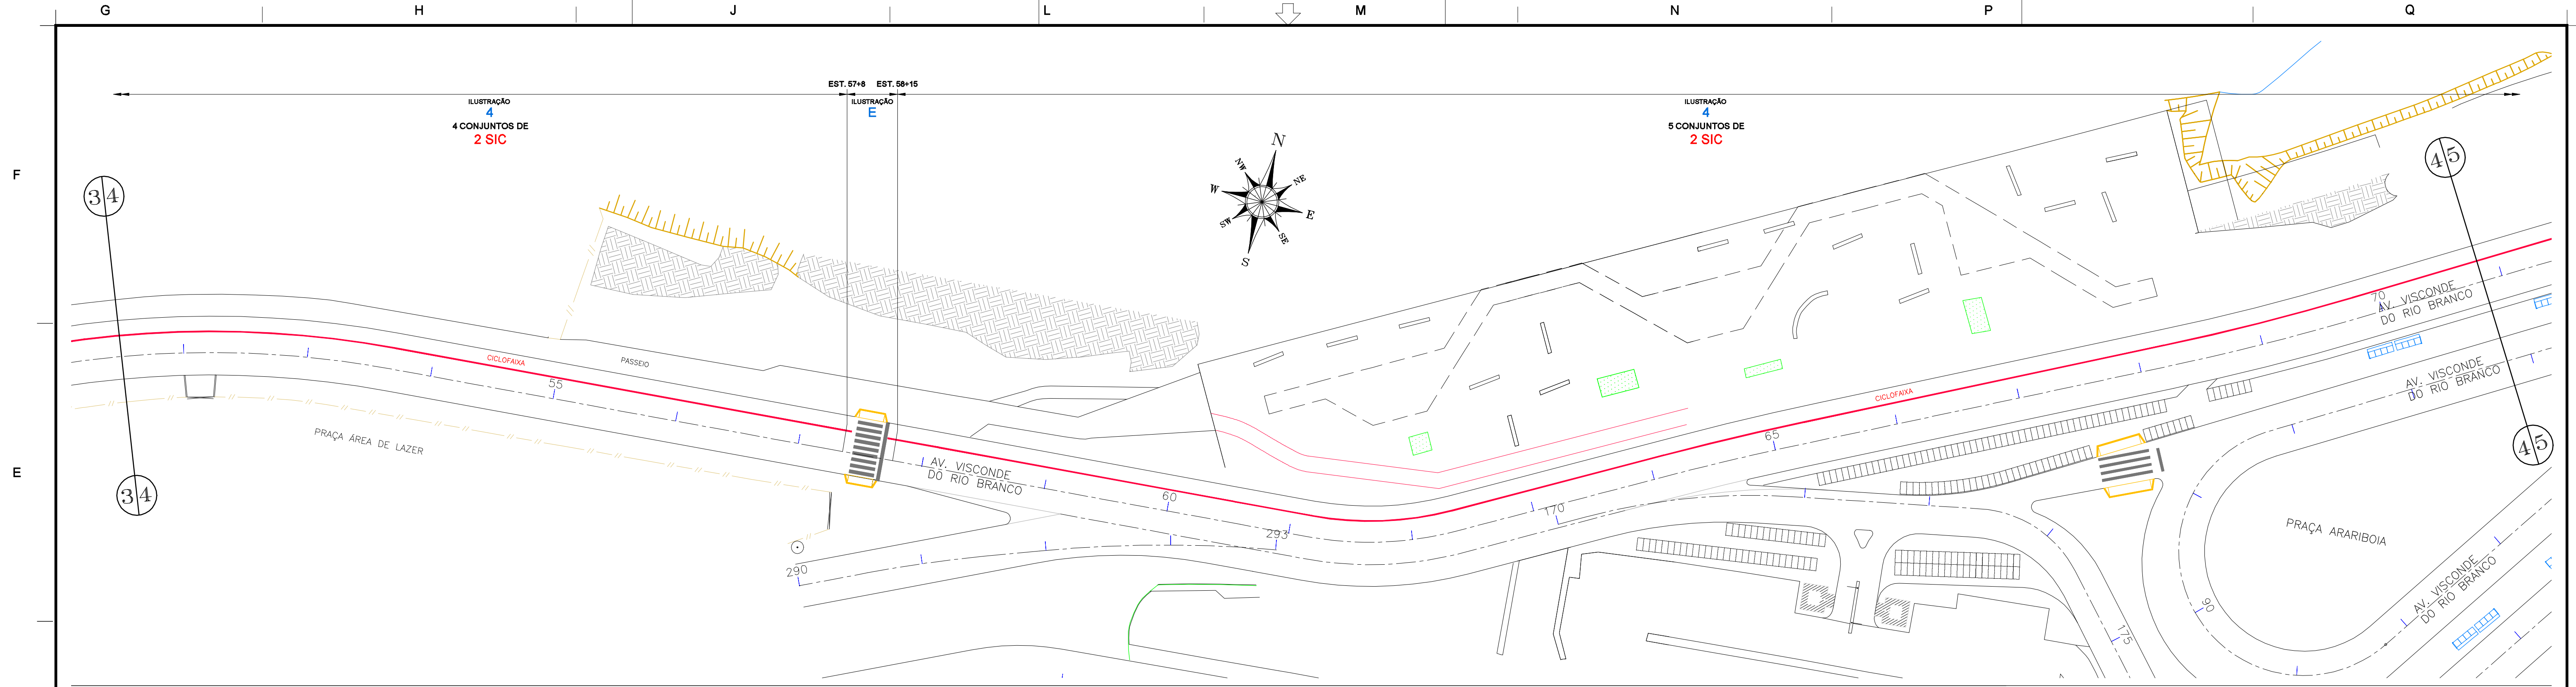 G H J L M N P Q
F
E
EST. 57+8 EST. 58+15
ILUSTRAÇÃO
4
4 CONJUNTOS DE
2 SIC
ILUSTRAÇÃO
E
ILUSTRAÇÃO
4
5 CONJUNTOS DE
2 SIC
N
NE
E
SE
S
SW
W
NW
3 4
3 4
4 5
4 5
CICLOFAIXA
PASSEIO
55
PRAÇA ÁREA DE LAZER
AV. VISCONDE
DO RIO BRANCO
60
293
290
170
65
CICLOFAIXA
70
AV. VISCONDE
DO RIO BRANCO
AV. VISCONDE
DO RIO BRANCO
PRAÇA ARARIBOIA
AV. VISCONDE
DO RIO BRANCO
90
175